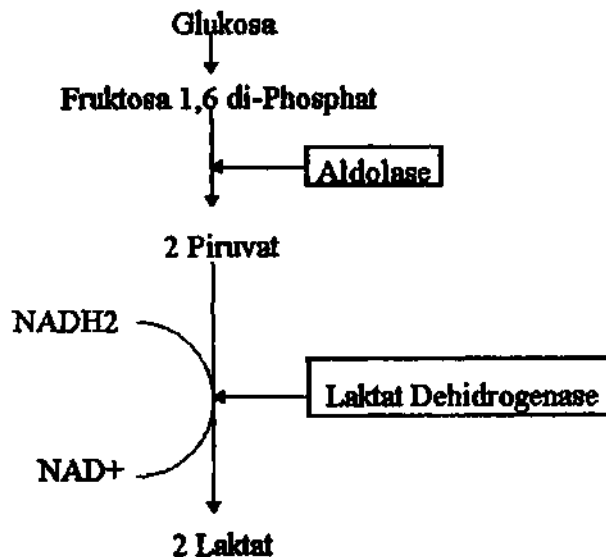 Glukosa
Fruktosa 1,6 di-Phosphat
Aldolase
2 Piruvat
NADH2
Laktat Dehidrogenase
NAD+
2 Laktat